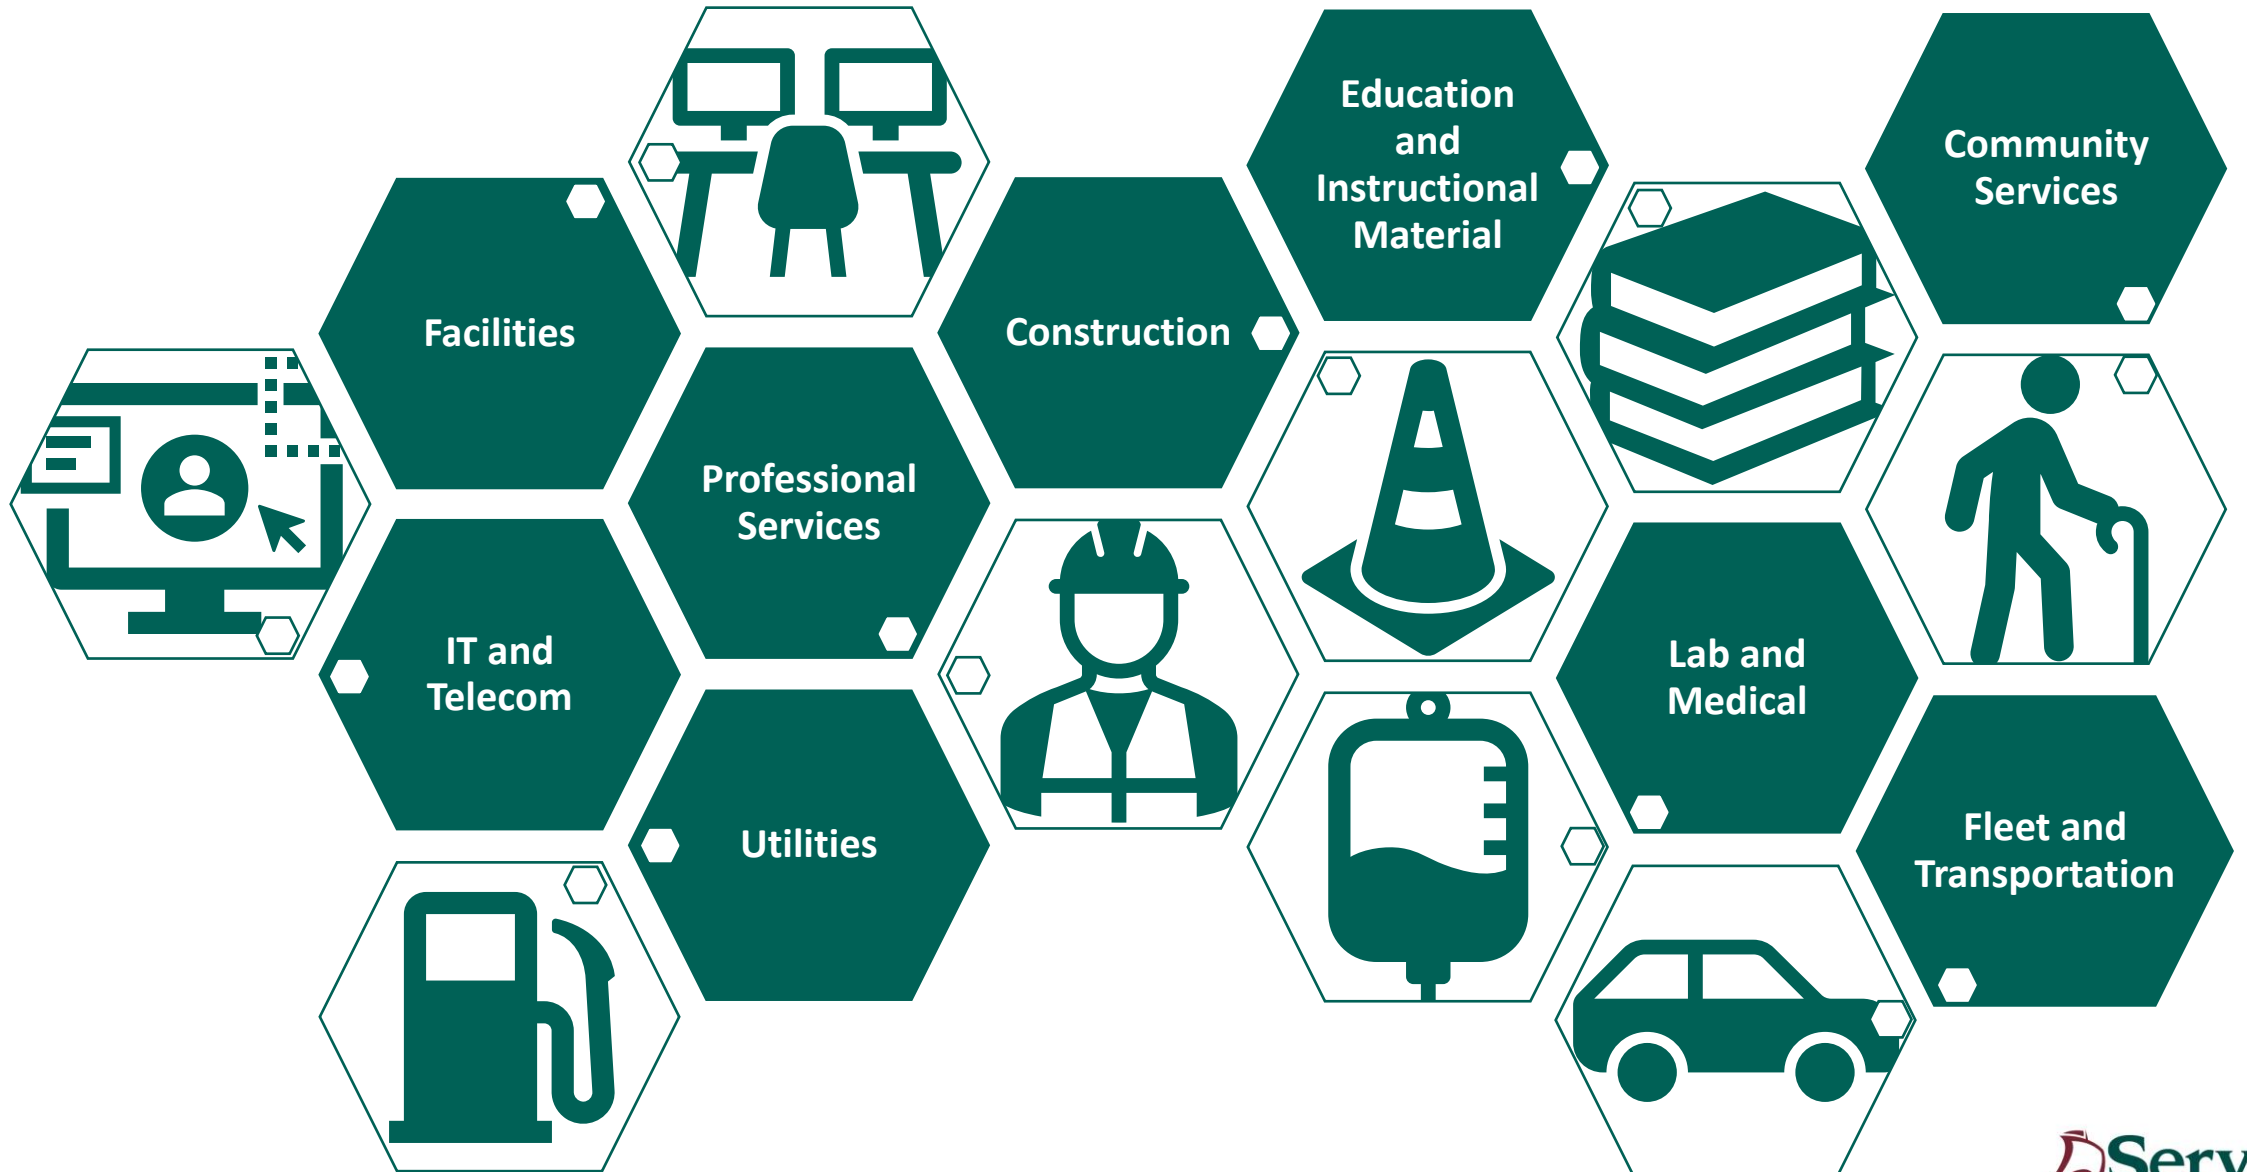 Education
and
Instructional
Material
Community
Services
Facilities
Construction
Professional
Services
IT and
Telecom
Lab and
Medical
Utilities
Fleet and
Transportation